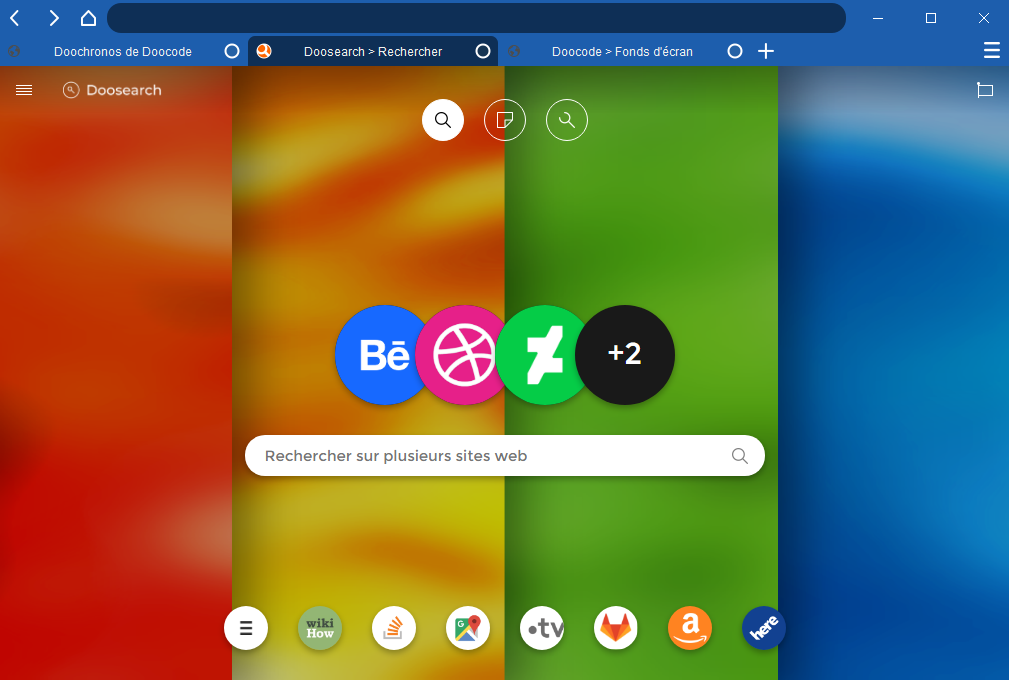 Doochronos de Doocode
Doosearch > Rechercher
Doocode > Fonds d'écran
Doosearch
Bē
+2
Rechercher sur plusieurs sites web
wiki
How
G
•tv
a
here